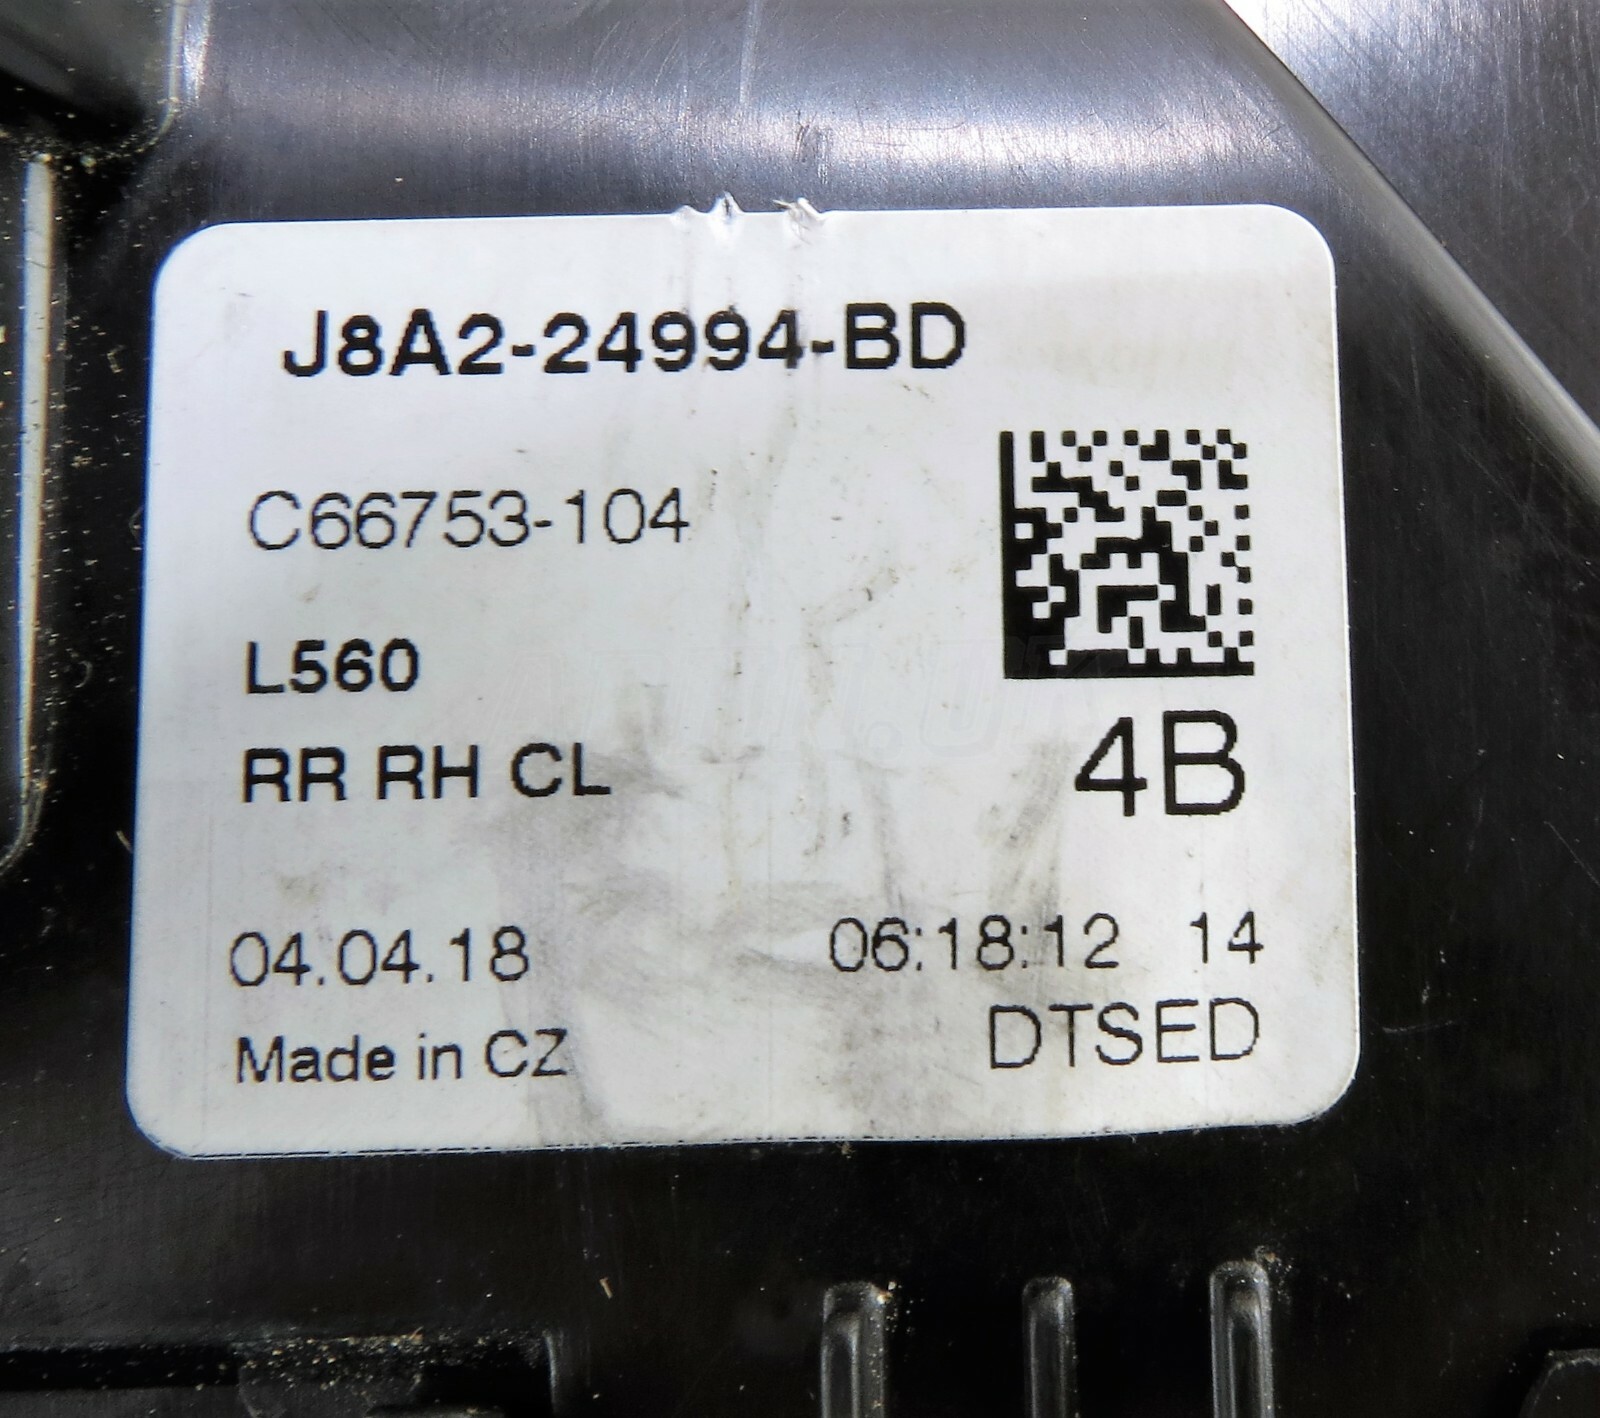 J8A2-24994-BD
C66753-104
L560
RR RH CL
4B
04.04.18 06:18:12 14
Made in CZ DTSED